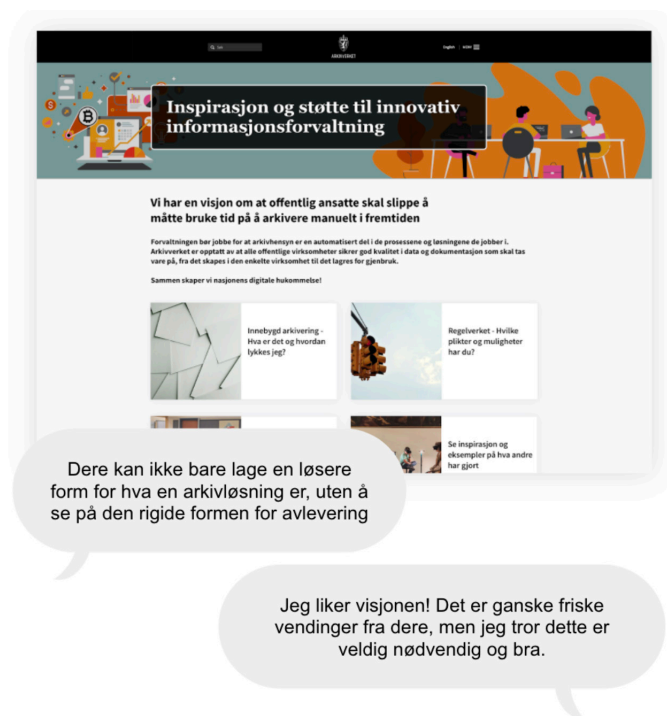 Søk
ARKIVVERKET
English | MENY
Inspirasjon og støtte til innovativ
informasjonsforvaltning
Vi har en visjon om at offentlig ansatte skal slippe å
måtte bruke tid på å arkivere manuelt i fremtiden
Forvaltningen bør jobbe for at arkivhensyn er en automatisert del i de prosessene og løsningene de jobber i.
Arkivverket er opptatt av at alle offentlige virksomheter sikrer god kvalitet i data og dokumentasjon som skal tas
vare på, fra det skapes i den enkelte virksomhet til det lagres for gjenbruk.
Sammen skaper vi nasjonens digitale hukommelse!
Innebygd arkivering -
Hva er det og hvordan
lykkes jeg?
Regelverket - Hvilke
plikter og muligheter
har du?
Se inspirasjon og
eksempler på hva andre
har gjort
Dere kan ikke bare lage en løsere
form for hva en arkivløsning er, uten å
se på den rigide formen for avlevering
Jeg liker visjonen! Det er ganske friske
vendinger fra dere, men jeg tror dette er
veldig nødvendig og bra.